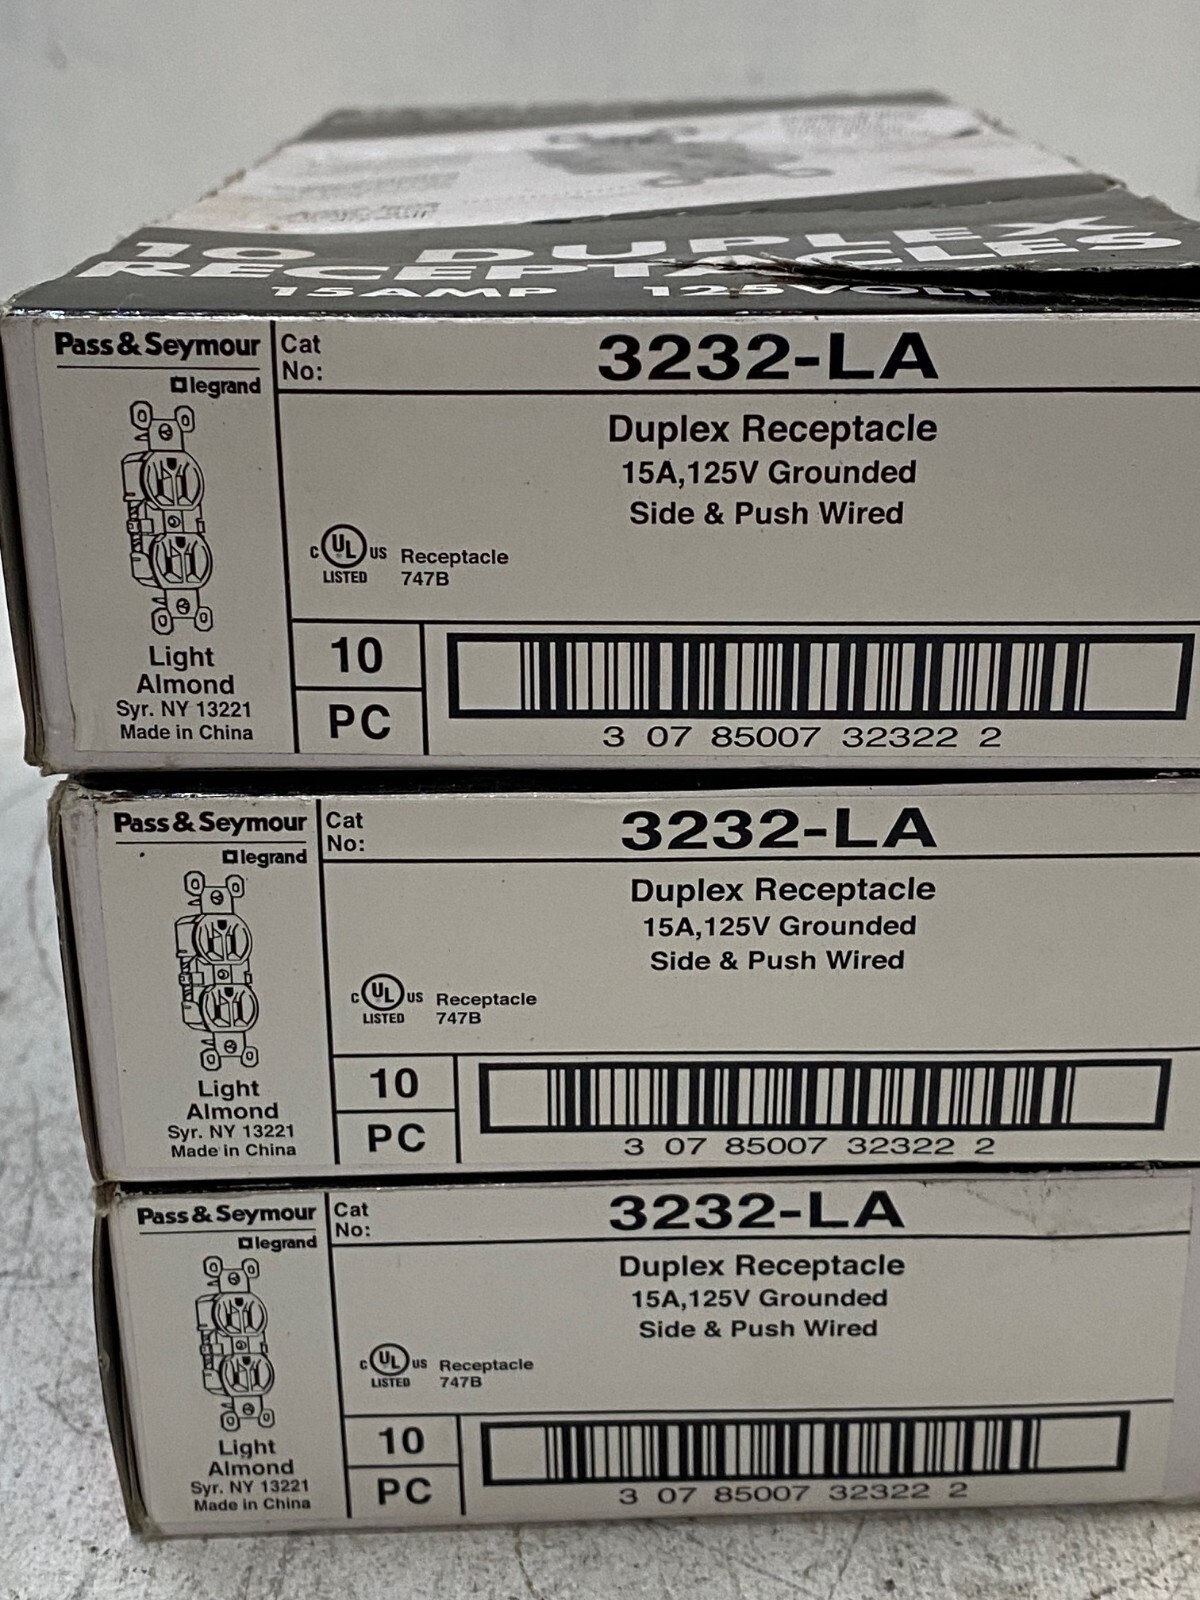 10 DUPLEX
RECEPTACLES
15AMP 125VOLT
Pass & Seymour
legrand
Cat
No:
3232-LA
Duplex Receptacle
15A,125V Grounded
Side & Push Wired
C UL US
LISTED
Receptacle
747B
Light
Almond
Syr. NY 13221
Made in China
10
PC
3 07 85007 32322 2
Pass & Seymour
legrand
Cat
No:
3232-LA
Duplex Receptacle
15A,125V Grounded
Side & Push Wired
C UL US
LISTED
Receptacle
747B
Light
Almond
Syr. NY 13221
Made in China
10
PC
3 07 85007 32322 2
Pass & Seymour
legrand
Cat
No:
3232-LA
Duplex Receptacle
15A,125V Grounded
Side & Push Wired
C UL US
LISTED
Receptacle
747B
Light
Almond
Syr. NY 13221
Made in China
10
PC
3 07 85007 32322 2